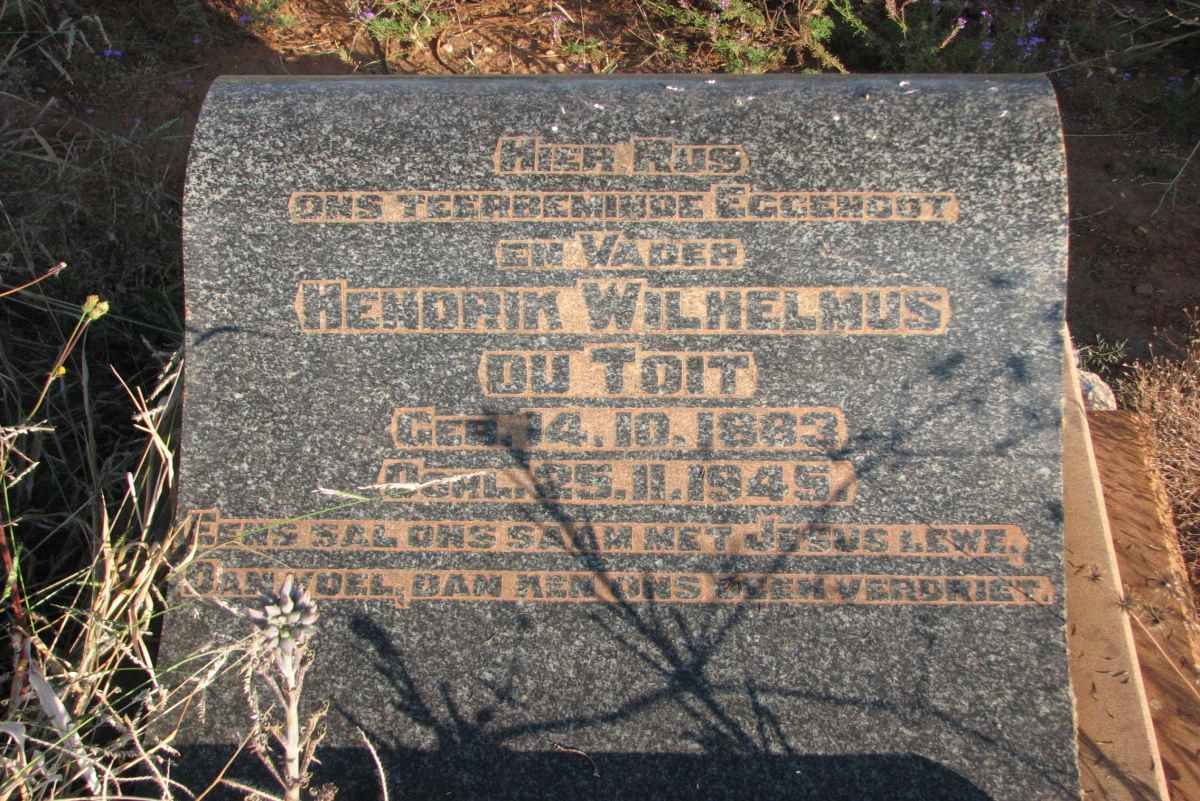 Hier Rus
ons teerbeminde Eggenoot
en Vader
Hendrik Wilhelmus
du Toit
Geb. 14.10.1883
Oorl. 25.11.1945
Eens sal ons saam met Jesus lewe,
Dan voel, dan ken ons geen verdriet.